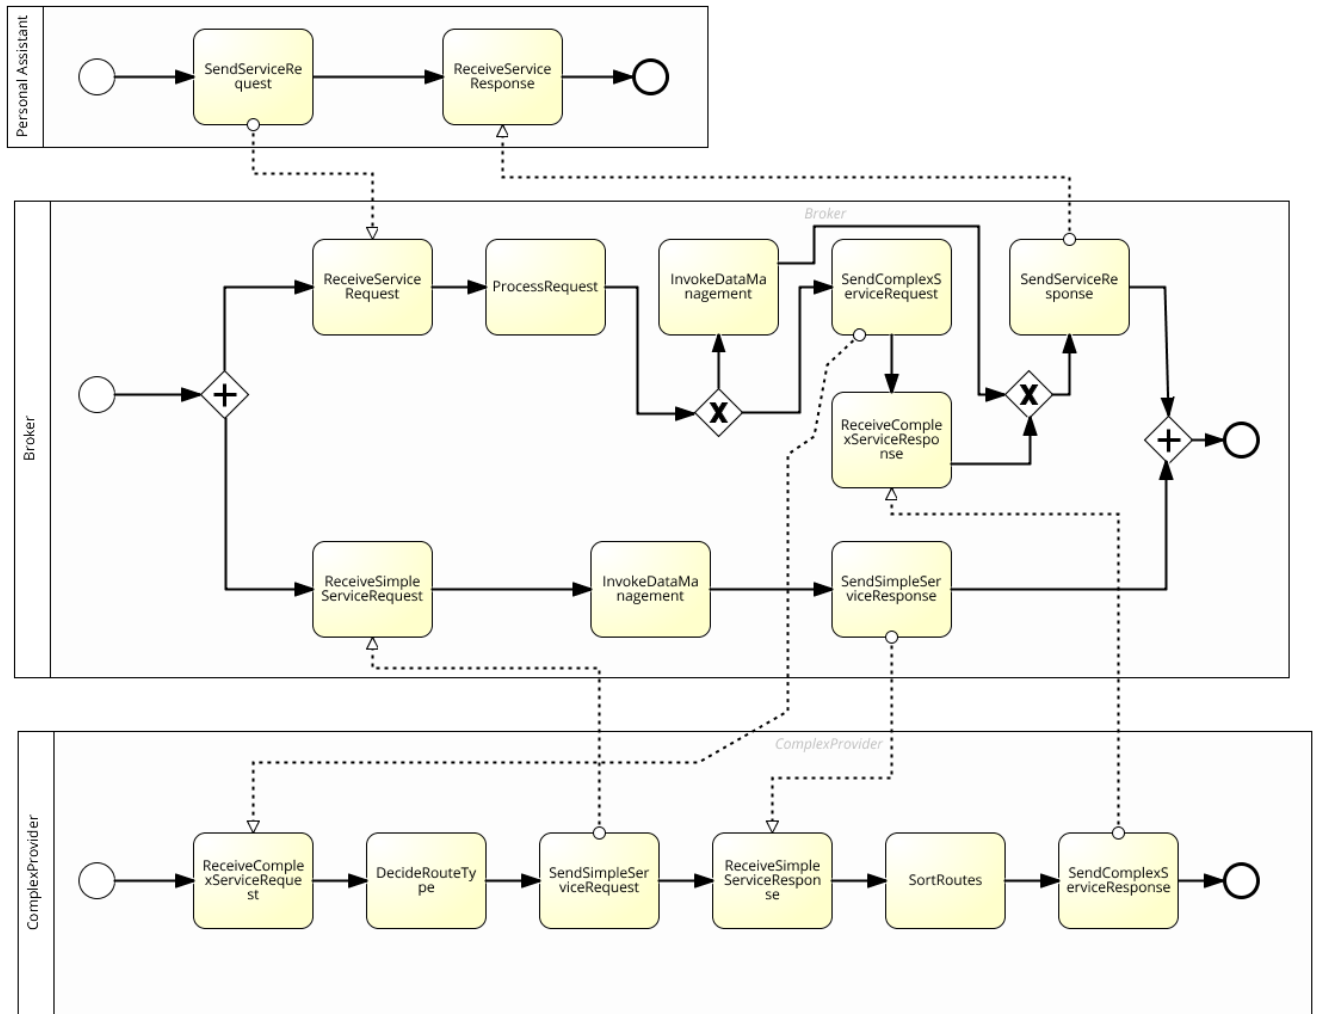 Personal Assistant
SendServiceRe
quest
ReceiveService
Response
Broker
Broker
ReceiveService
Request
ProcessRequest
InvokeDataMa
nagement
SendComplexS
erviceRequest
SendServiceRe
sponse
ReceiveComple
xServiceRespo
nse
ReceiveSimple
ServiceRequest
InvokeDataMa
nagement
SendSimpleSer
viceResponse
ComplexProvider
ComplexProvider
ReceiveComple
xServiceReque
st
DecideRouteTy
pe
SendSimpleSer
viceRequest
ReceiveSimple
ServiceRespon
se
SortRoutes
SendComplexS
erviceResponse